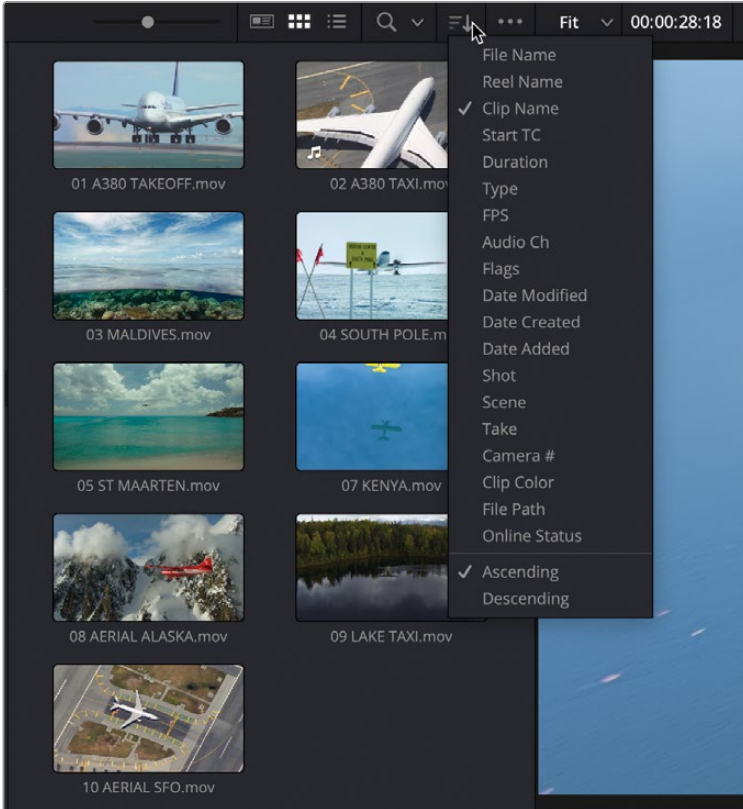 Fit 00:00:28:18
File Name
Reel Name
Clip Name
Start TC
Duration
Type
FPS
Audio Ch
Flags
Date Modified
Date Created
Date Added
Shot
Scene
Take
Camera #
Clip Color
File Path
Online Status
Ascending
Descending
01 A380 TAKEOFF.mov
02 A380 TAXI.mov
03 MALDIVES.mov
04 SOUTH POLE.m
05 ST MAARTEN.mov
07 KENYA.mov
08 AERIAL ALASKA.mov
09 LAKE TAXI.mov
10 AERIAL SFO.mov